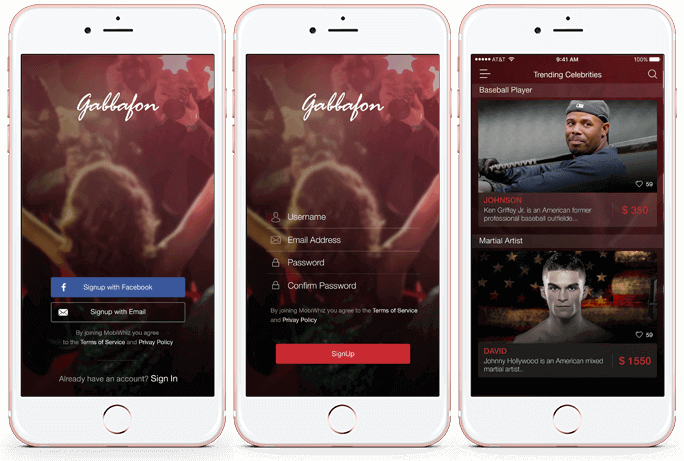 Gabbafon
Signup with Facebook
Signup with Email
By joining MobiWhiz you agree
to the Terms of Service and Privay Policy
Already have an account? Sign In
Gabbafon
Username
Email Address
Password
Confirm Password
By joining MobiWhiz you agree to the Terms of Service
and Privay Policy
SignUp
AT&T 9:41 AM 100%
Trending Celebrities
Baseball Player
59
JOHNSON
Ken Griffey Jr. is an American former
professional baseball outfielde...
$ 350
Martial Artist
59
DAVID
Johnny Hollywood is an American mixed
martial artist..
$ 1550